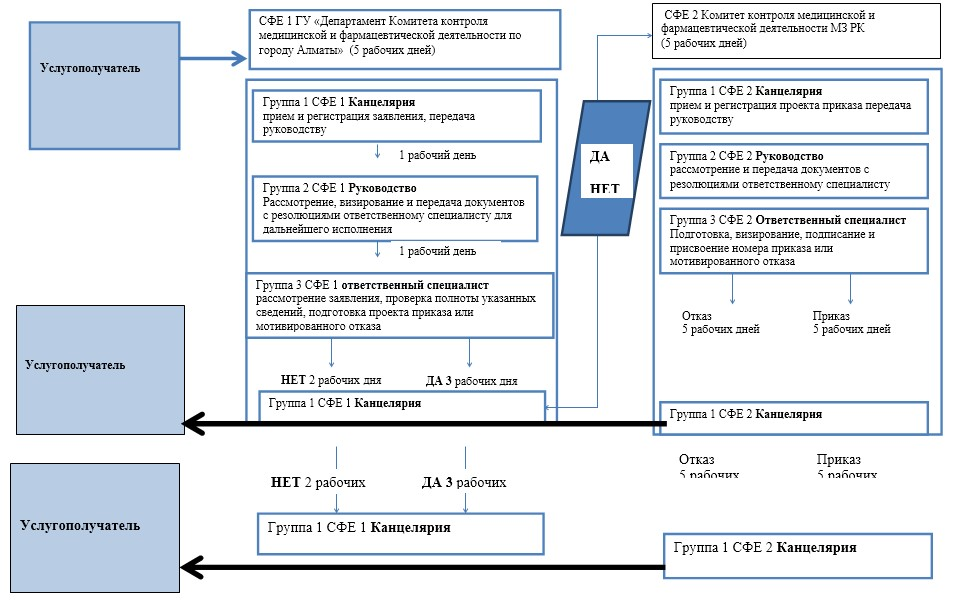 Услугополучатель
СФЕ 1 ГУ «Департамент Комитета контроля
медицинской и фармацевтической деятельности по
городу Алматы» (5 рабочих дней)
Группа 1 СФЕ 1 Канцелярия
прием и регистрация заявления, передача
руководству
1 рабочий день
Группа 2 СФЕ 1 Руководство
Рассмотрение, визирование и передача документов
с резолюциями ответственному специалисту для
дальнейшего исполнения
1 рабочий день
Группа 3 СФЕ 1 ответственный специалист
рассмотрение заявления, проверка полноты указанных
сведений, подготовка проекта приказа или
мотивированного отказа
НЕТ 2 рабочих дня
ДА 3 рабочих дня
Группа 1 СФЕ 1 Канцелярия
ДА
НЕТ
СФЕ 2 Комитет контроля медицинской и
фармацевтической деятельности МЗ РК
(5 рабочих дней)
Группа 1 СФЕ 2 Канцелярия
прием и регистрация проекта приказа передача
руководству
Группа 2 СФЕ 2 Руководство
рассмотрение и передача документов с
резолюциями ответственному специалисту
Группа 3 СФЕ 2 Ответственный специалист
Подготовка, визирование, подписание и
присвоение номера приказа или
мотивированного отказа
Отказ
5 рабочих дней
Приказ
5 рабочих дней
Группа 1 СФЕ 2 Канцелярия
Услугополучатель
Отказ
5 рабочих
Приказ
5 рабочих
НЕТ 2 рабочих
ДА 3 рабочих
Услугополучатель
Группа 1 СФЕ 1 Канцелярия
Группа 1 СФЕ 2 Канцелярия